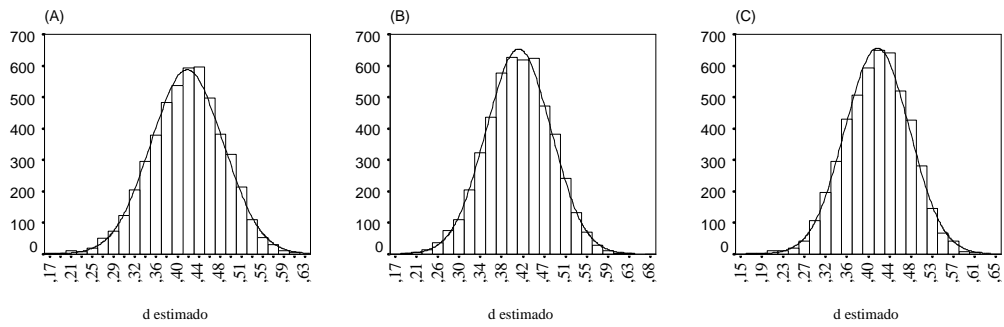 (A)
700
600
500
400
300
200
100
0
,17 ,21 ,25 ,29 ,32 ,36 ,40 ,44 ,48 ,51 ,55 ,59 ,63
d estimado
(B)
700
600
500
400
300
200
100
0
,17 ,21 ,26 ,30 ,34 ,38 ,42 ,47 ,51 ,55 ,59 ,63 ,68
d estimado
(C)
700
600
500
400
300
200
100
0
,15 ,19 ,23 ,27 ,32 ,36 ,40 ,44 ,48 ,53 ,57 ,61 ,65
d estimado